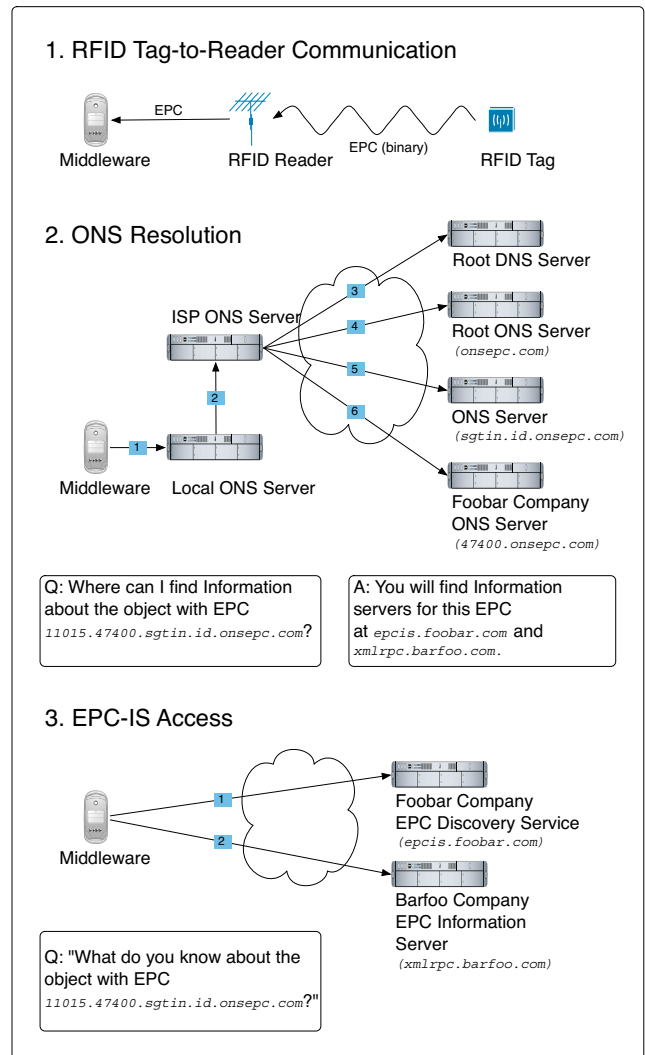 1. RFID Tag-to-Reader Communication
EPC
EPC (binary)
Middleware
RFID Reader
RFID Tag
2. ONS Resolution
Root DNS Server
ISP ONS Server
3
4
Root ONS Server
(onsepc.com)
5
2
6
ONS Server
(sgtin.id.onsepc.com)
1
Middleware
Local ONS Server
Foobar Company
ONS Server
(47400.onsepc.com)
Q: Where can I find Information
about the object with EPC
11015.47400.sgtin.id.onsepc.com?
A: You will find Information
servers for this EPC
at epcis.foobar.com and
xmlrpc.barfoo.com.
3. EPC-IS Access
1
Foobar Company
EPC Discovery Service
(epcis.foobar.com)
2
Middleware
Barfoo Company
EPC Information
Server
(xmlrpc.barfoo.com)
Q: "What do you know about the
object with EPC
11015.47400.sgtin.id.onsepc.com?"